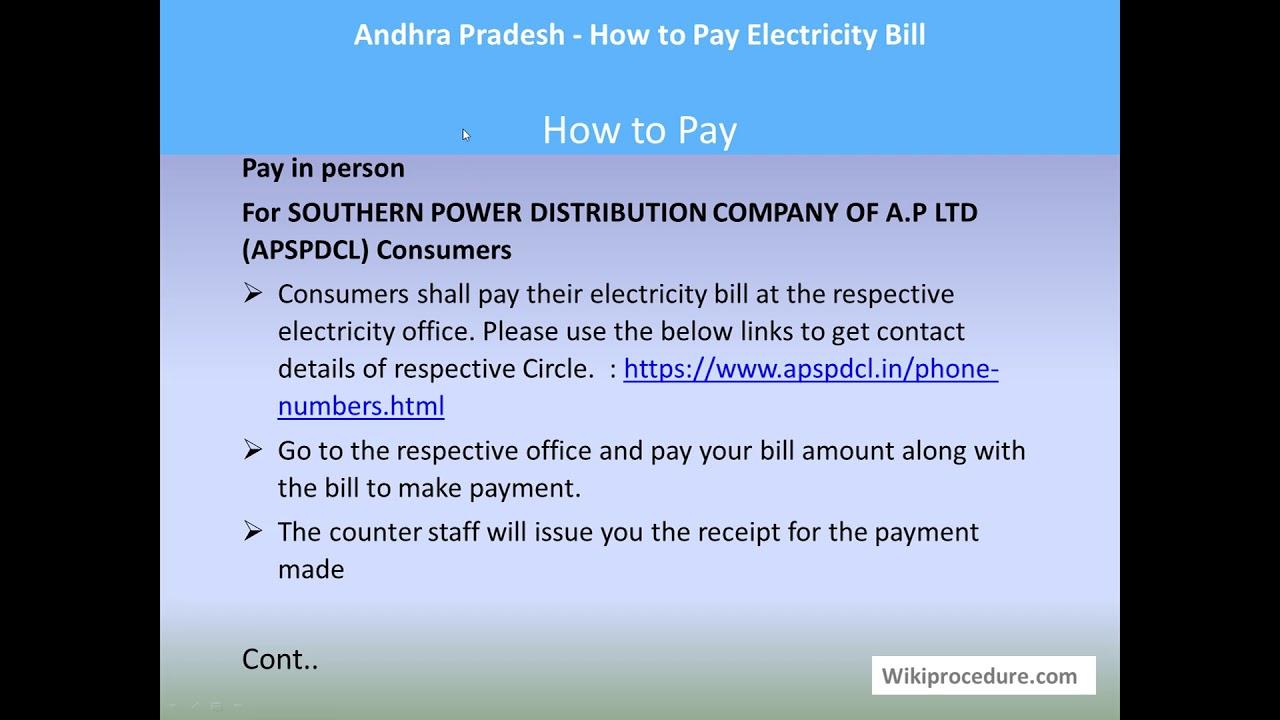 Andhra Pradesh - How to Pay Electricity Bill
How to Pay
Pay in person
For SOUTHERN POWER DISTRIBUTION COMPANY OF A.P LTD
(APSPDCL) Consumers
Consumers shall pay their electricity bill at the respective
electricity office. Please use the below links to get contact
details of respective Circle.  : https://www.apspdcl.in/phone-
numbers.html
Go to the respective office and pay your bill amount along with
the bill to make payment.
The counter staff will issue you the receipt for the payment
made
Cont..
Wikiprocedure.com